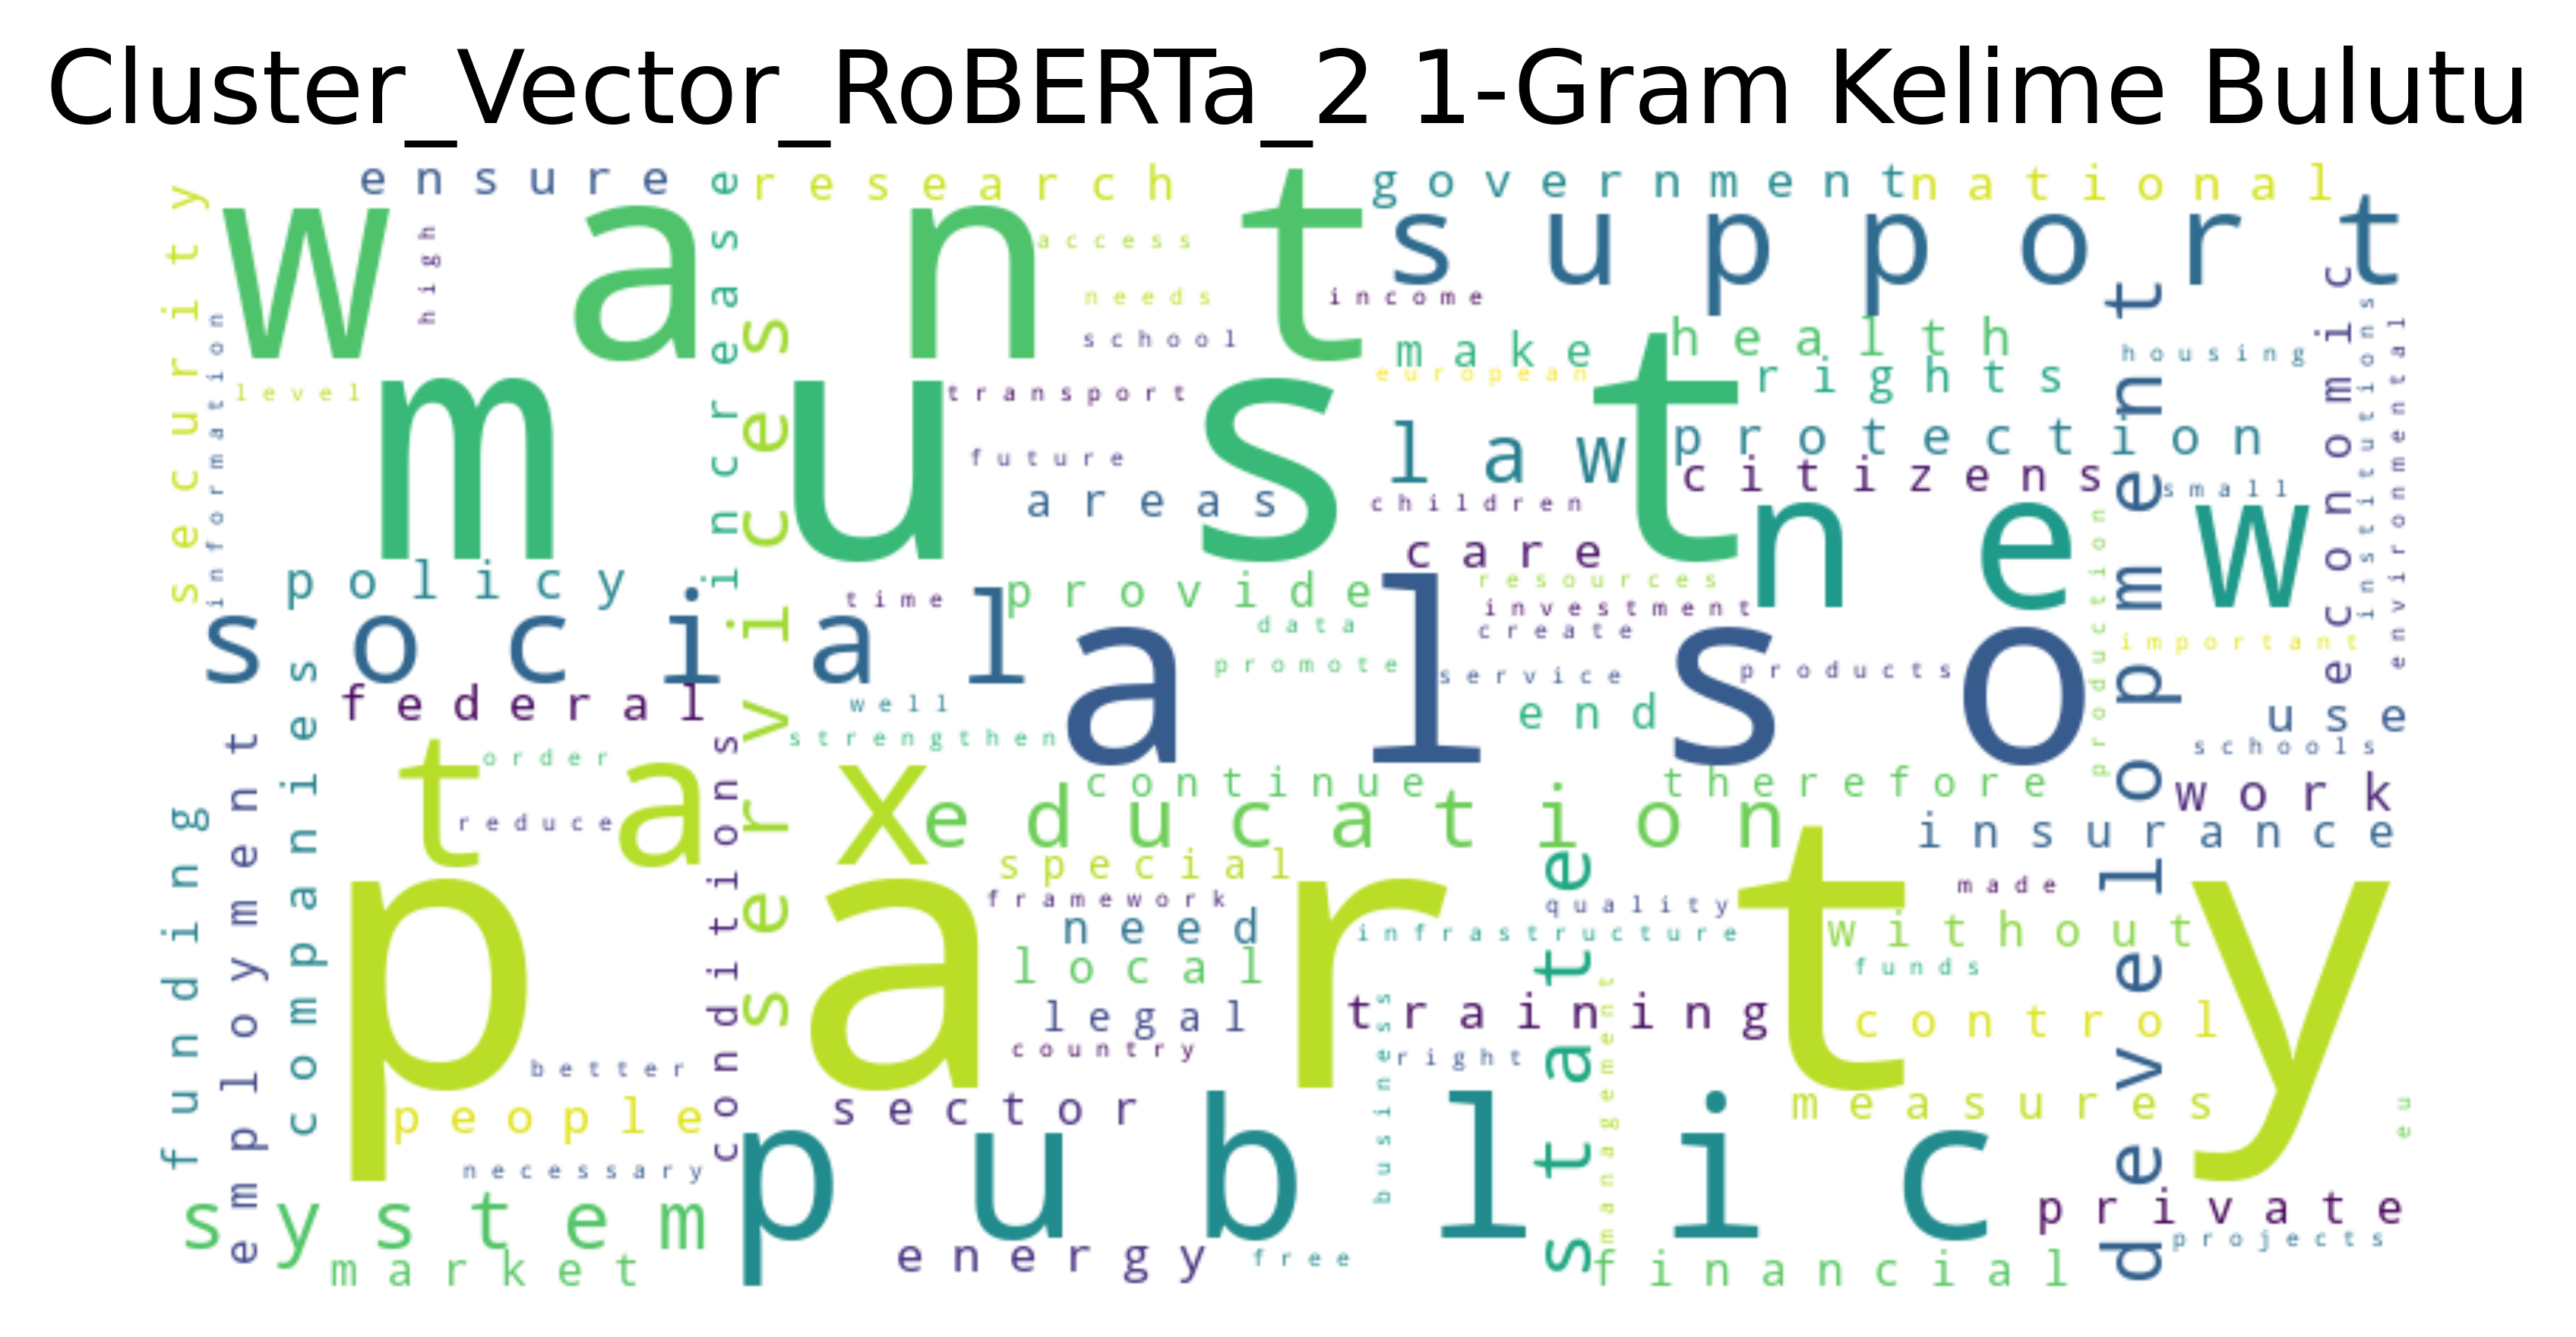 Cluster_Vector_RoBERTa_2 1-Gram Kelime Bulutu
ensure
research
government
national
security
want
high
increase
access
support
needs
income
school
information
level
make
health
housing
european
rights
transport
services
future
areas
law
protection
citizens
small
children
must
new
economic
institutions
environmental
development
production
policy
care
time
provide
resources
investment
data
create
important
social
also
promote
service
products
federal
well
strengthen
end
use
schools
companies
employment
funding
order
tax
reduce
continue
therefore
work
education
insurance
conditions
special
framework
made
need
quality
infrastructure
without
state
local
funds
party
legal
training
control
country
right
business
management
better
people
sector
measures
eu
necessary
public
private
system
projects
market
energy
free
financial